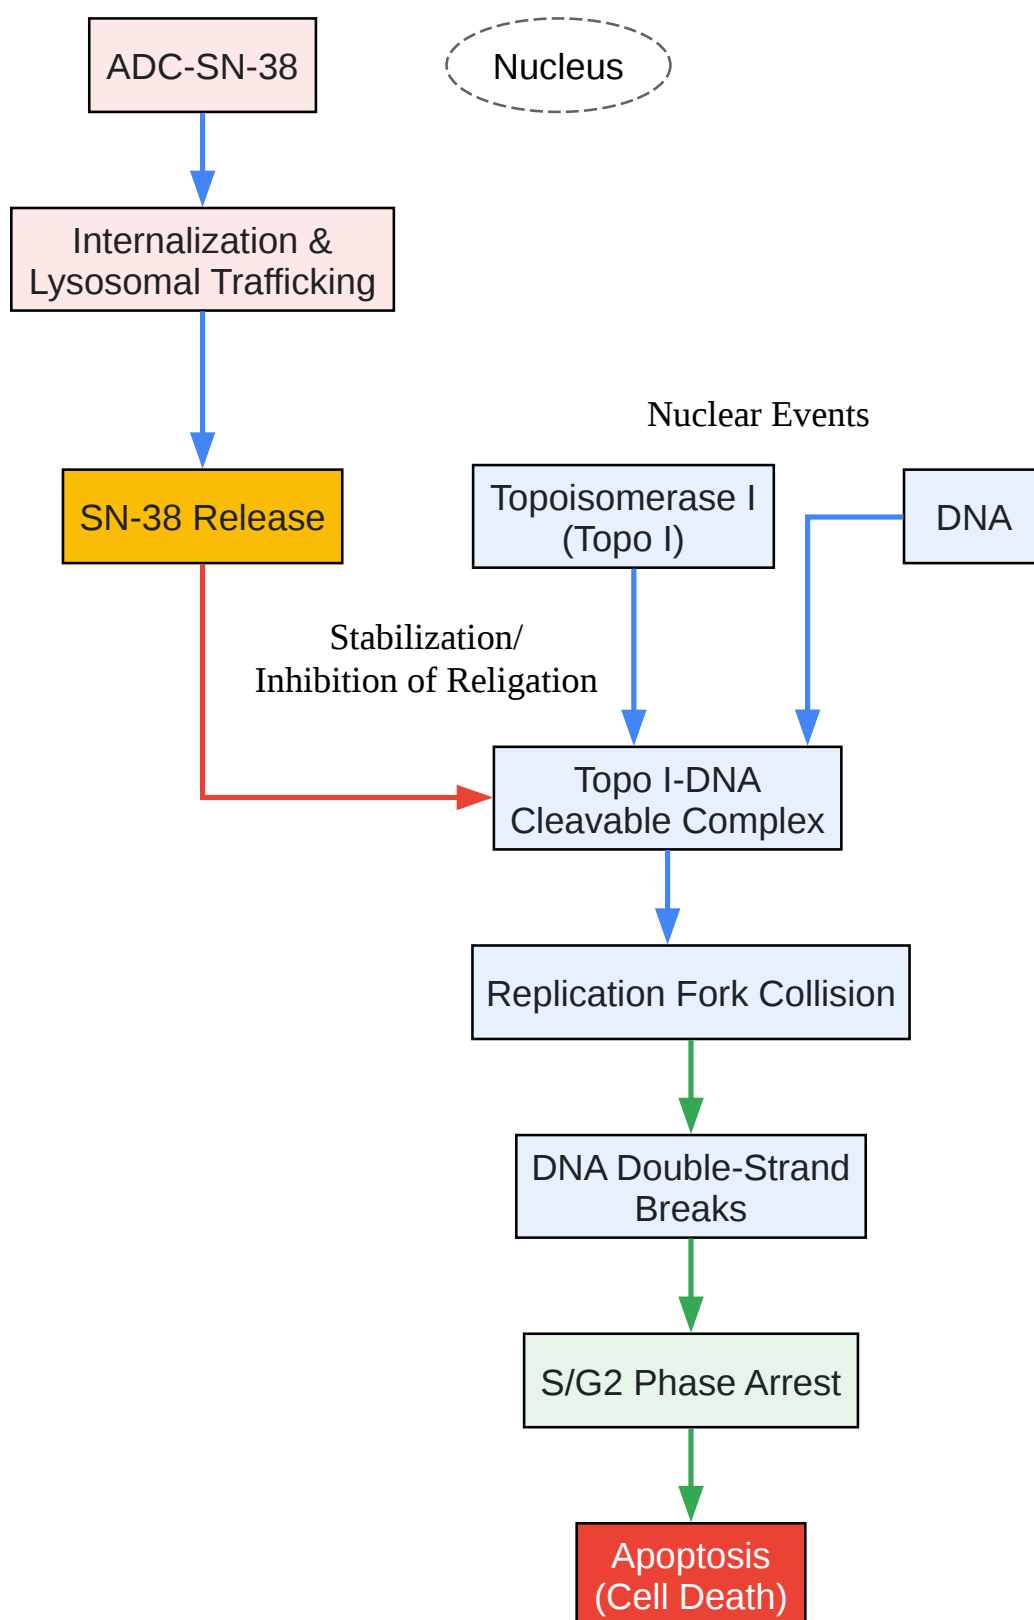 ADC-SN-38
Nucleus
Internalization &
Lysosomal Trafficking
Nuclear Events
SN-38 Release
Topoisomerase I
(Topo I)
DNA
Stabilization/
Inhibition of Religation
Topo I-DNA
Cleavable Complex
Replication Fork Collision
DNA Double-Strand
Breaks
S/G2 Phase Arrest
Apoptosis
(Cell Death)